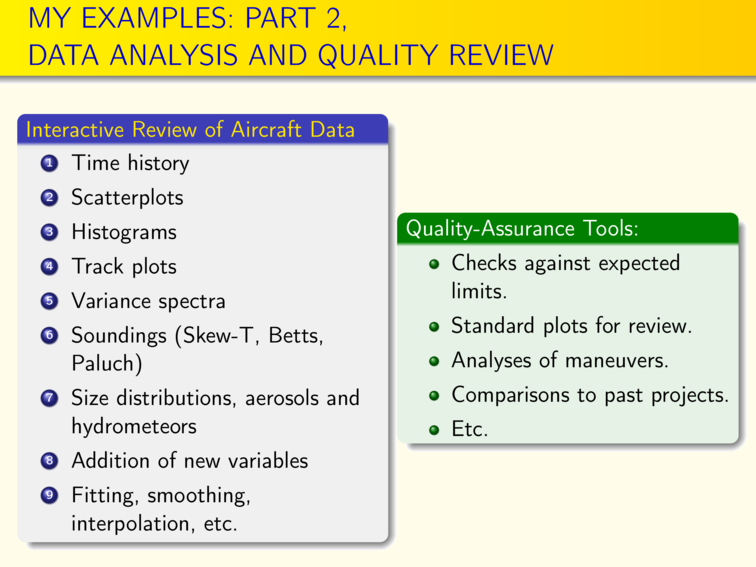 MY EXAMPLES: PART 2,
DATA ANALYSIS AND QUALITY REVIEW
Interactive Review of Aircraft Data
1 Time history
2 Scatterplots
3 Histograms
4 Track plots
5 Variance spectra
6 Soundings (Skew-T, Betts,
Paluch)
7 Size distributions, aerosols and
hydrometeors
8 Addition of new variables
9 Fitting, smoothing,
interpolation, etc.
Quality-Assurance Tools:
Checks against expected
limits.
Standard plots for review.
Analyses of maneuvers.
Comparisons to past projects.
Etc.